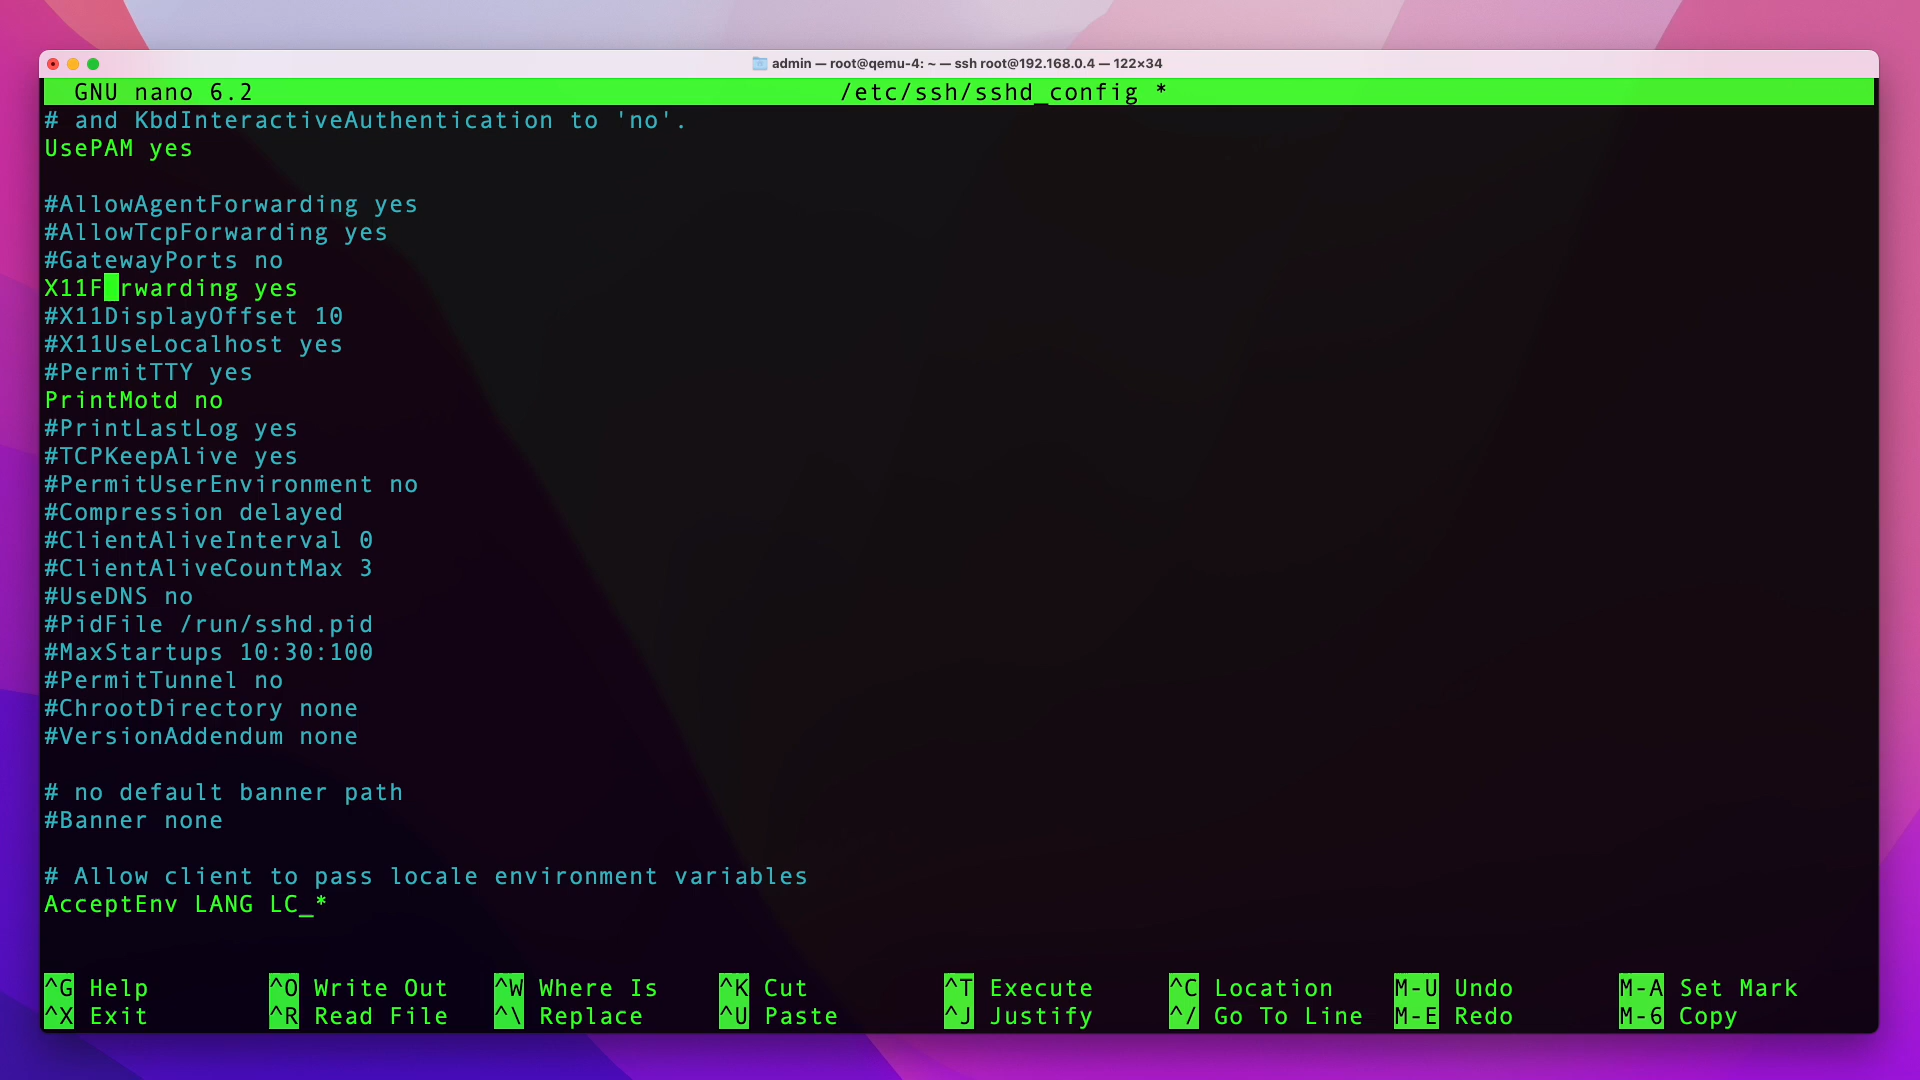 admin — root@qemu-4: ~ — ssh root@192.168.0.4 — 122×34
GNU nano 6.2 /etc/ssh/sshd_config *
# and KbdInteractiveAuthentication to 'no'.
UsePAM yes
#AllowAgentForwarding yes
#AllowTcpForwarding yes
#GatewayPorts no
X11F rwarding yes
#X11DisplayOffset 10
#X11UseLocalhost yes
#PermitTTY yes
PrintMotd no
#PrintLastLog yes
#TCPKeepAlive yes
#PermitUserEnvironment no
#Compression delayed
#ClientAliveInterval 0
#ClientAliveCountMax 3
#UseDNS no
#PidFile /run/sshd.pid
#MaxStartups 10:30:100
#PermitTunnel no
#ChrootDirectory none
#VersionAddendum none
# no default banner path
#Banner none
# Allow client to pass locale environment variables
AcceptEnv LANG LC_*
^G Help ^O Write Out ^W Where Is ^K Cut ^T Execute ^C Location M-U Undo M-A Set Mark
^X Exit ^R Read File ^\ Replace ^U Paste ^J Justify ^/ Go To Line M-E Redo M-6 Copy